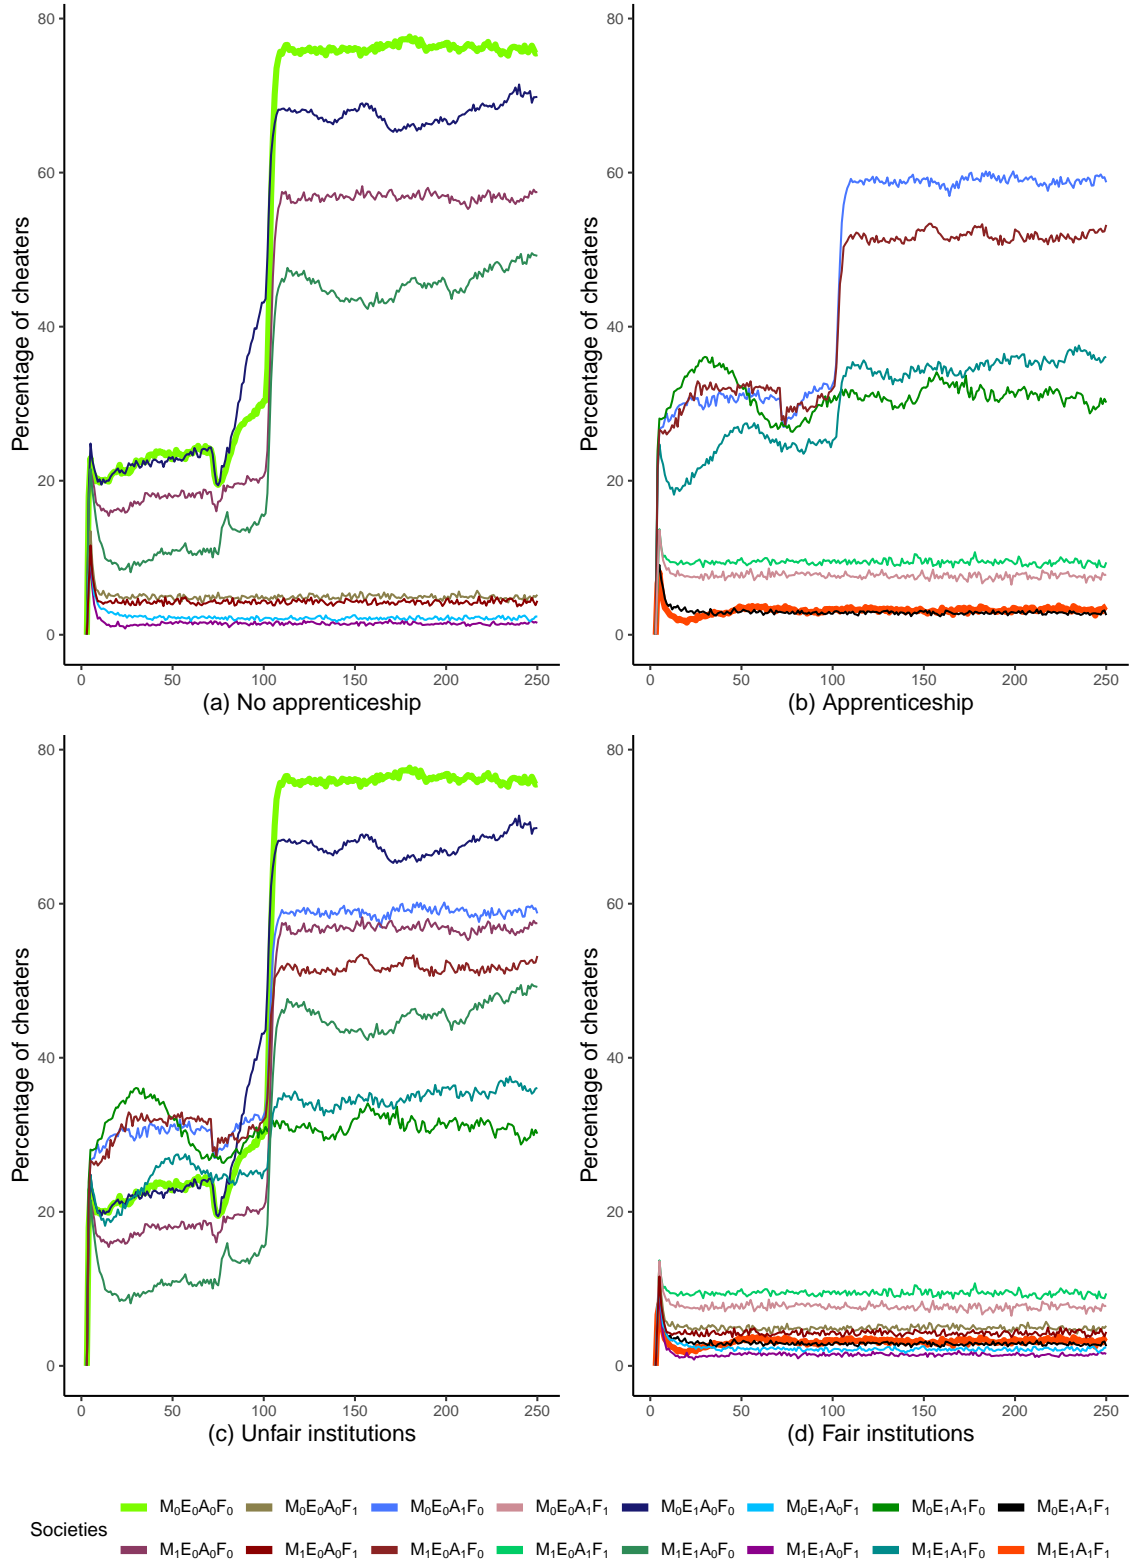 80
60
40
20
0
Percentage of cheaters
0 50 100 150 200 250
(a) No apprenticeship
80
60
40
20
0
Percentage of cheaters
0 50 100 150 200 250
(b) Apprenticeship
80
60
40
20
0
Percentage of cheaters
0 50 100 150 200 250
(c) Unfair institutions
80
60
40
20
0
Percentage of cheaters
0 50 100 150 200 250
(d) Fair institutions
Societies
M₀E₀A₀F₀ M₀E₀A₀F₁ M₀E₀A₁F₀ M₀E₀A₁F₁ M₀E₁A₀F₀ M₀E₁A₀F₁ M₀E₁A₁F₀ M₀E₁A₁F₁
M₁E₀A₀F₀ M₁E₀A₀F₁ M₁E₀A₁F₀ M₁E₀A₁F₁ M₁E₁A₀F₀ M₁E₁A₀F₁ M₁E₁A₁F₀ M₁E₁A₁F₁